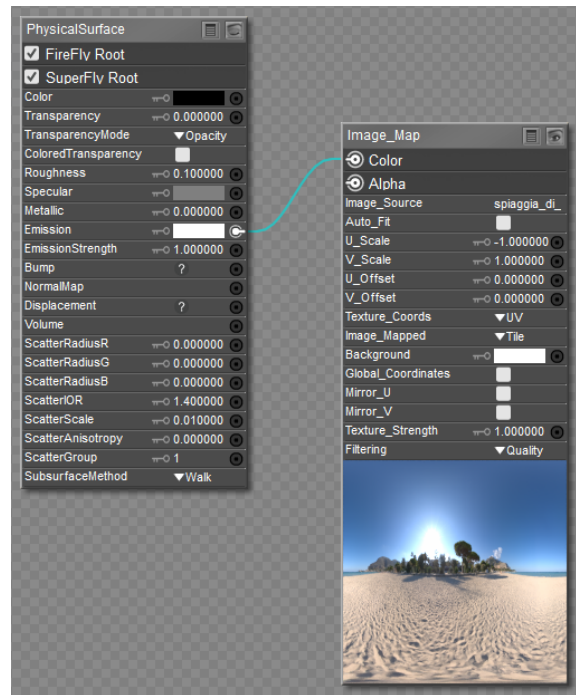 PhysicalSurface
FireFly Root
SuperFly Root
Color
Transparency 0.000000
TransparencyMode Opacity
ColoredTransparency
Roughness 0.100000
Specular
Metallic 0.000000
Emission
EmissionStrength 1.000000
Bump ?
NormalMap
Displacement ?
Volume
ScatterRadiusR 0.000000
ScatterRadiusG 0.000000
ScatterRadiusB 0.000000
ScatterIOR 1.400000
ScatterScale 0.010000
ScatterAnisotropy 0.000000
ScatterGroup 1
SubsurfaceMethod Walk
Image_Map
Color
Alpha
Image_Source spiaggia_di_
Auto_Fit
U_Scale -1.000000
V_Scale 1.000000
U_Offset 0.000000
V_Offset 0.000000
Texture_Coords UV
Image_Mapped Tile
Background
Global_Coordinates
Mirror_U
Mirror_V
Texture_Strength 1.000000
Filtering Quality